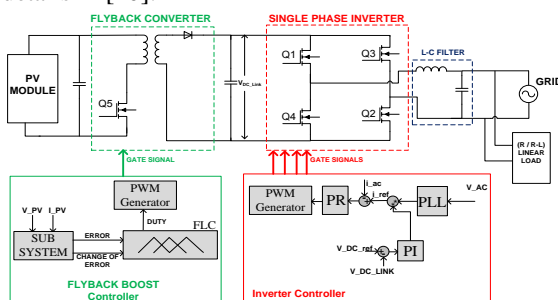 FLYBACK CONVERTER
SINGLE PHASE INVERTER
PV
MODULE
Q5
V_DC_Link
Q1
Q3
Q4
Q2
L-C FILTER
GRID
(R / R-L)
LINEAR
LOAD
GATE SIGNAL
GATE SIGNALS
PWM
Generator
FLC
DUTY
V_PV
I_PV
SUB
SYSTEM
ERROR
CHANGE OF
ERROR
FLYBACK BOOST
Controller
PWM
Generator
PR
i_ac
i_ref
PLL
V_AC
V_DC_ref
PI
V_DC_LINK
Inverter Controller